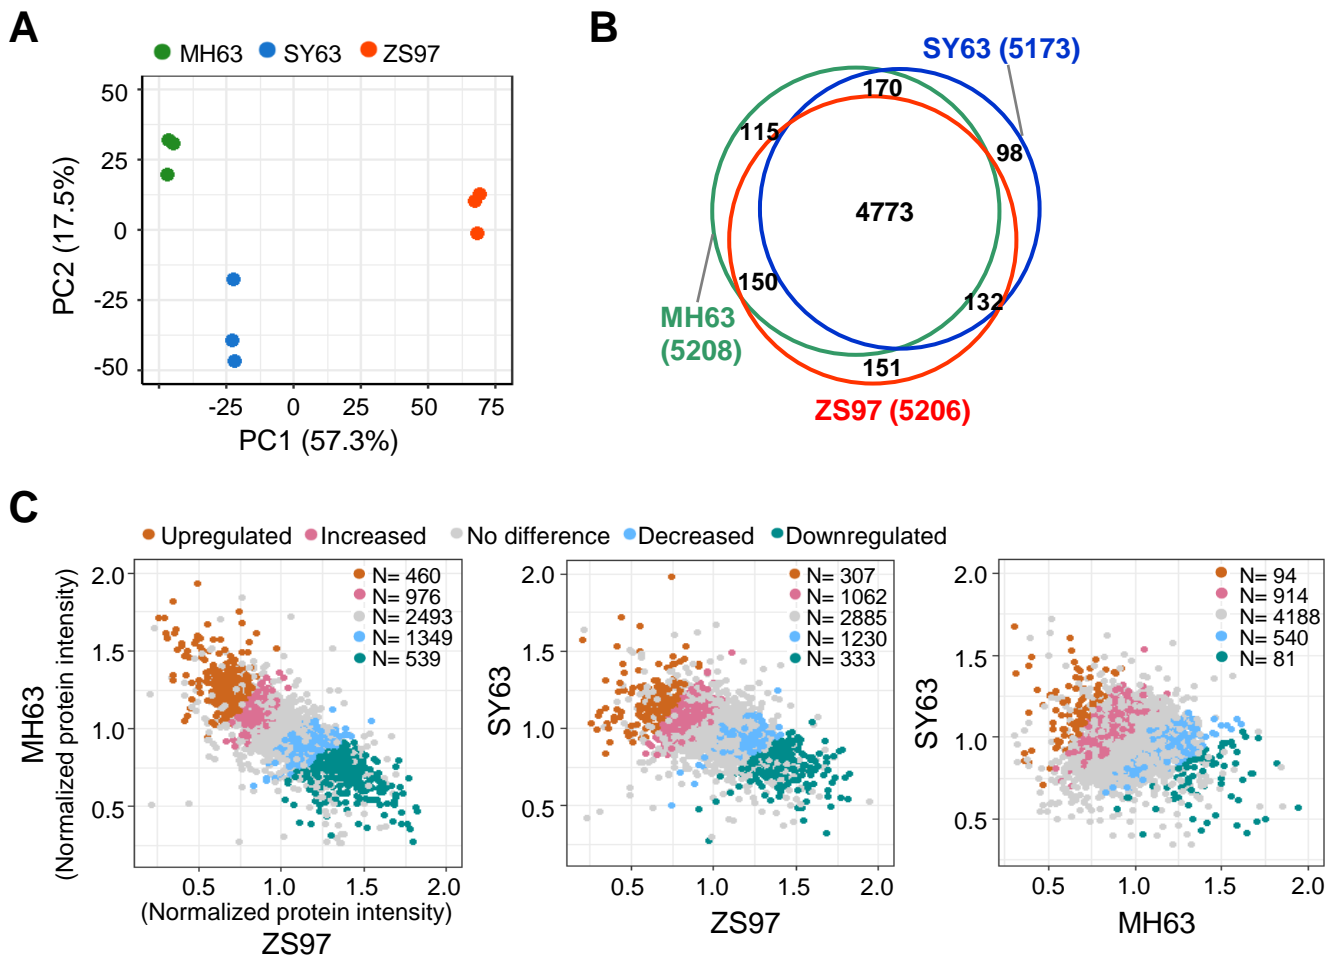 A
MH63 SY63 ZS97
50
25
0
-25
-50
PC2 (17.5%)
-25 0 25 50 75
PC1 (57.3%)
B
SY63 (5173)
170
115
98
4773
150
132
MH63
(5208)
151
ZS97 (5206)
C
Upregulated Increased No difference Decreased Downregulated
MH63
(Normalized protein intensity)
2.0
1.5
1.0
0.5
N= 460
N= 976
N= 2493
N= 1349
N= 539
0.5 1.0 1.5 2.0
(Normalized protein intensity)
ZS97
SY63
2.0
1.5
1.0
0.5
N= 307
N= 1062
N= 2885
N= 1230
N= 333
0.5 1.0 1.5 2.0
ZS97
SY63
2.0
1.5
1.0
0.5
N= 94
N= 914
N= 4188
N= 540
N= 81
0.5 1.0 1.5 2.0
MH63